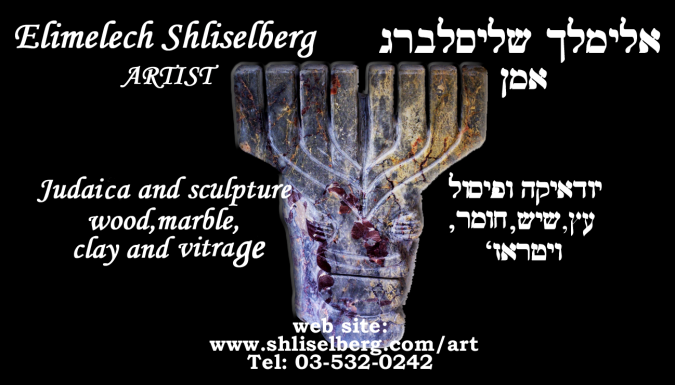 Elimelech Shliselberg
ARTIST
אלימלך שליסלברג
אמן
Judaica and sculpture
wood,marble,
clay and vitrage
יודאיקה ופיסול
עץ,שיש,חומר,
ויטראז׳
web site:
www.shliselberg.com/art
Tel: 03-532-0242